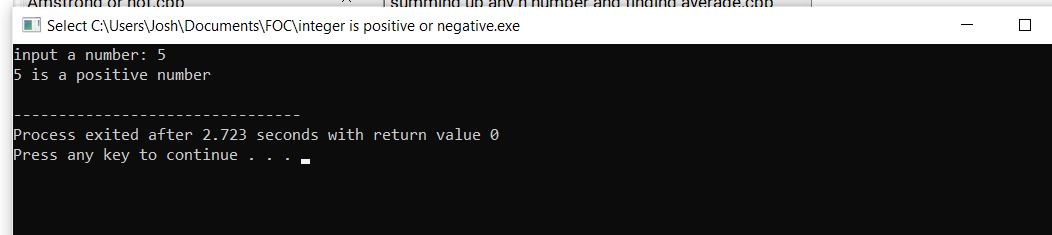 Amstrong or not.cpp
summing up any n number and finding average.cpp
Select C:\Users\Josh\Documents\FOC\integer is positive or negative.exe
input a number: 5
5 is a positive number
--------------------------------
Process exited after 2.723 seconds with return value 0
Press any key to continue . . .